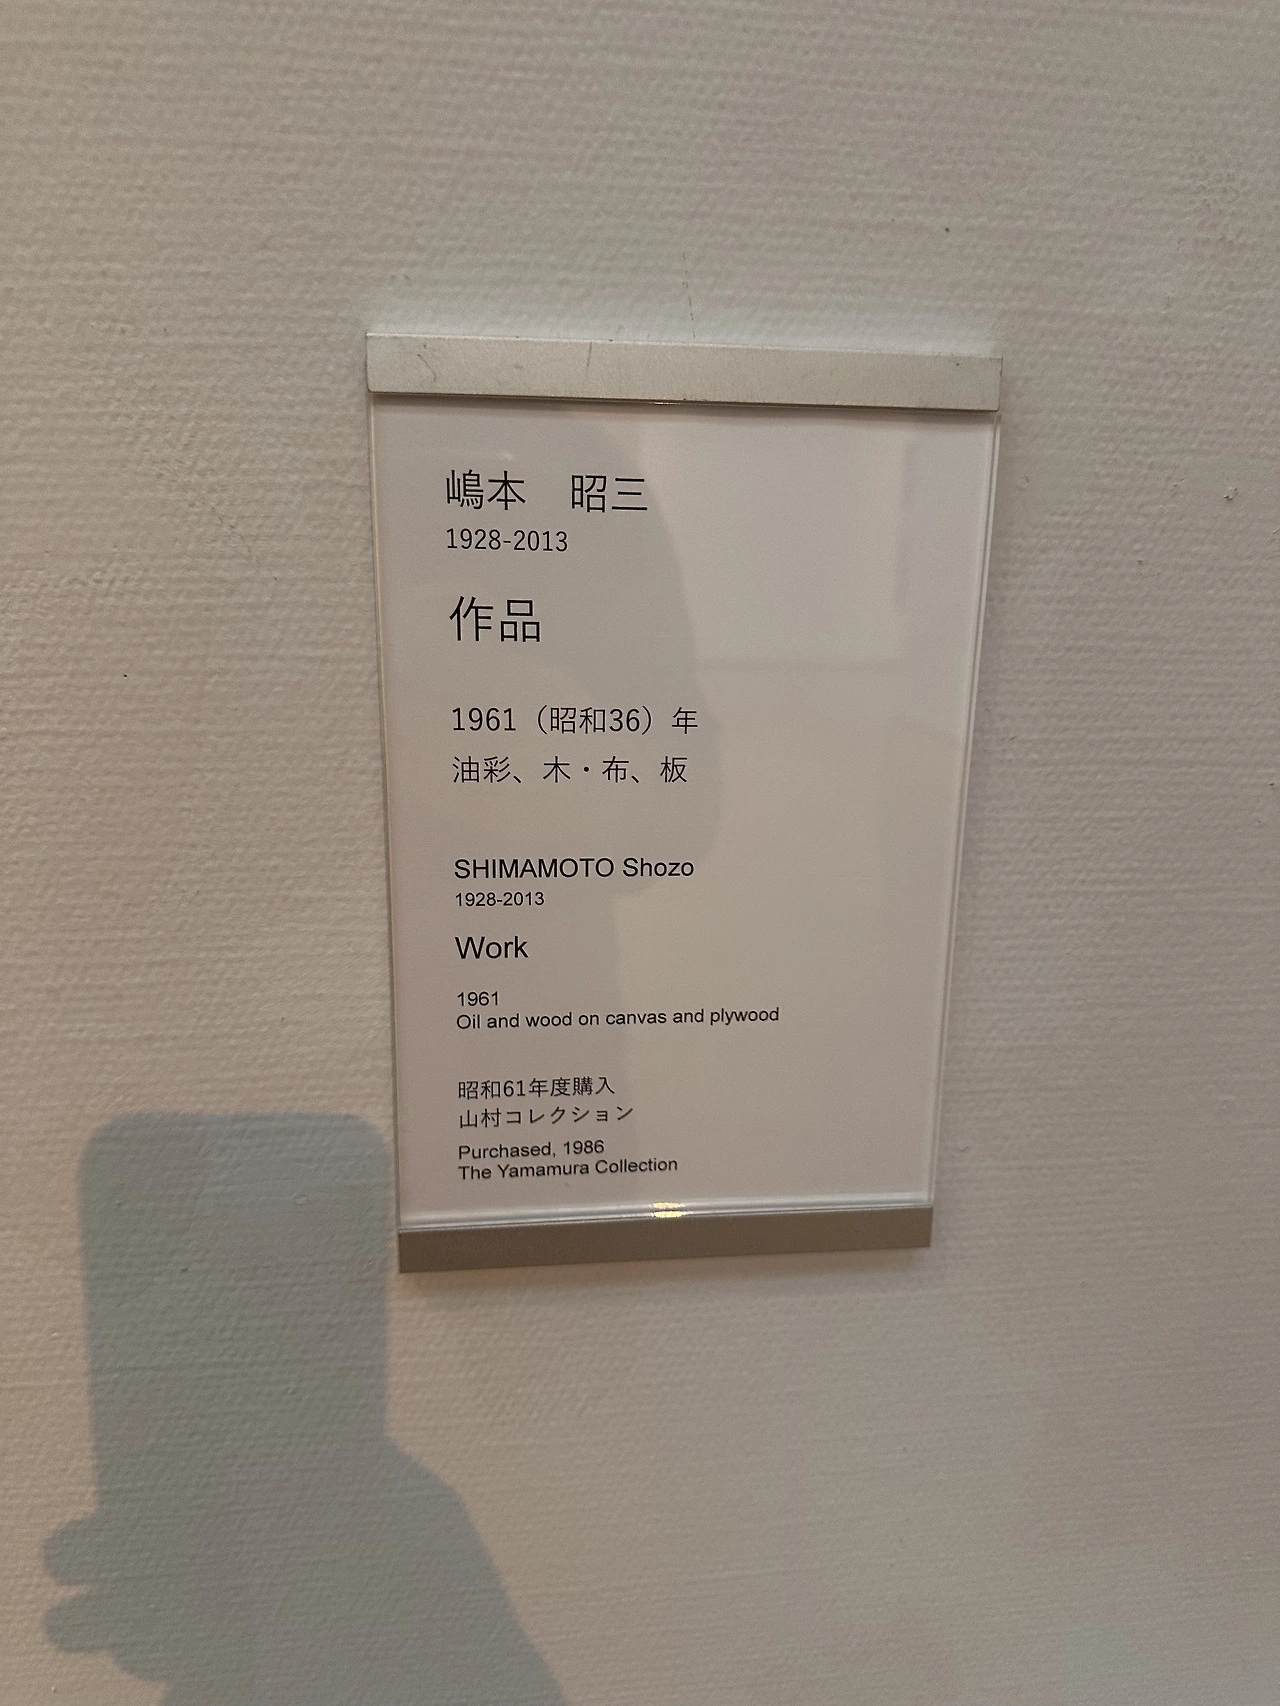 嶋本　昭三
1928-2013
作品
1961（昭和36）年
油彩、木・布、板
SHIMAMOTO Shozo
1928-2013
Work
1961
Oil and wood on canvas and plywood
昭和61年度購入
山村コレクション
Purchased, 1986
The Yamamura Collection